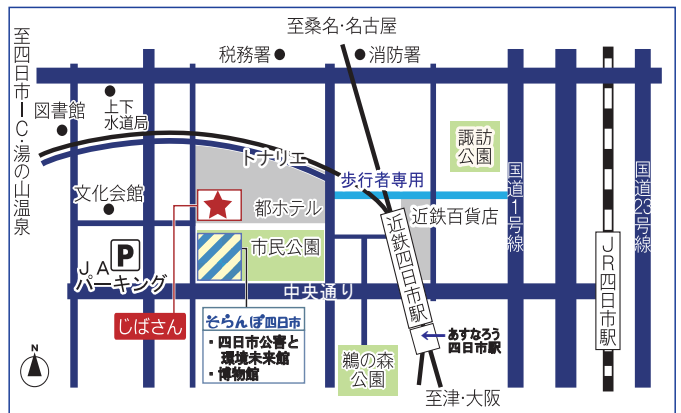 至桑名・名古屋
税務署
消防署
至四日市IC・湯の山温泉
図書館
上下
水道局
トナリエ
諏訪
公園
歩行者専用
国道1号線
国道23号線
文化会館
都ホテル
近鉄百貨店
近鉄四日市駅
市民公園
JR四日市駅
P
JA
パーキング
中央通り
じばさん
そらんぽ四日市
・四日市公害と
環境未来館
・博物館
あすなろう
四日市駅
鵜の森
公園
至津・大阪
N